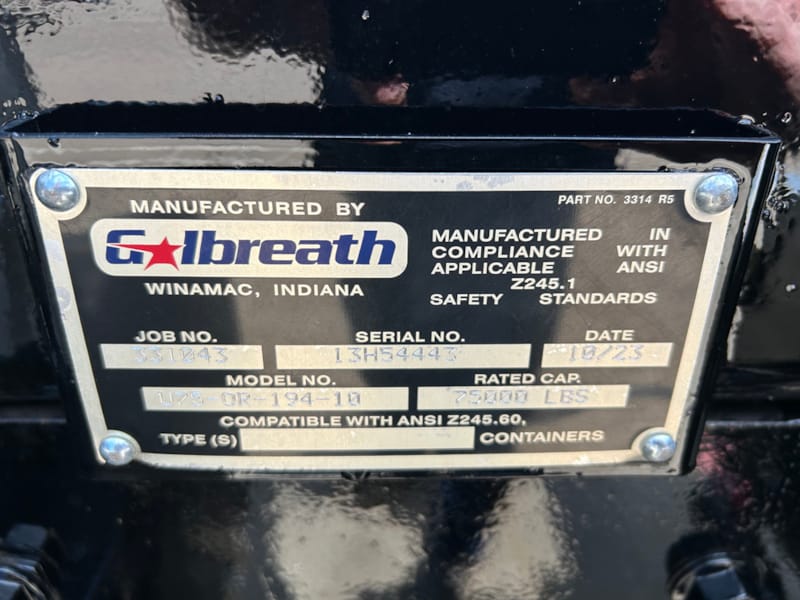 PART NO. 3314 R5
MANUFACTURED BY
Galbreath
WINAMAC, INDIANA
MANUFACTURED IN
COMPLIANCE WITH
APPLICABLE ANSI
Z245.1
SAFETY STANDARDS
JOB NO. SERIAL NO. DATE
331043 13H54443 10/23
MODEL NO. RATED CAP.
U75-OR-194-10 75000 LBS
COMPATIBLE WITH ANSI Z245.60,
TYPE (S) CONTAINERS